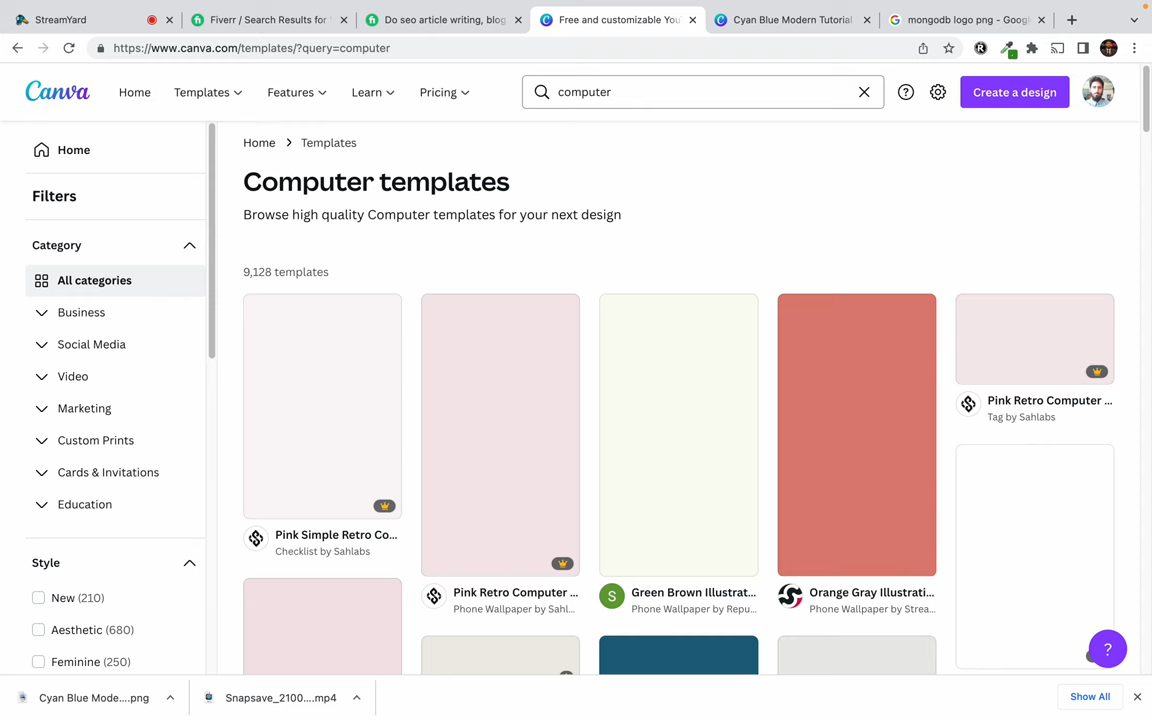 StreamYard
Fiverr / Search Results for '
Do seo article writing, blog
Free and customizable You
Cyan Blue Modern Tutorial
mongodb logo png - Goog
https://www.canva.com/templates/?query=computer
Canva
Home
Templates
Features
Learn
Pricing
computer
Create a design
Home
Filters
Category
All categories
Business
Social Media
Video
Marketing
Custom Prints
Cards & Invitations
Education
Style
New (210)
Aesthetic (680)
Feminine (250)
Home > Templates
Computer templates
Browse high quality Computer templates for your next design
9,128 templates
Pink Simple Retro Co...
Checklist by Sahlabs
Pink Retro Computer ...
Phone Wallpaper by Sahl...
S
Green Brown Illustrat...
Phone Wallpaper by Repu...
Orange Gray Illustrati...
Phone Wallpaper by Strea...
Pink Retro Computer ...
Tag by Sahlabs
?
Cyan Blue Mode....png
Snapsave_2100....mp4
Show All